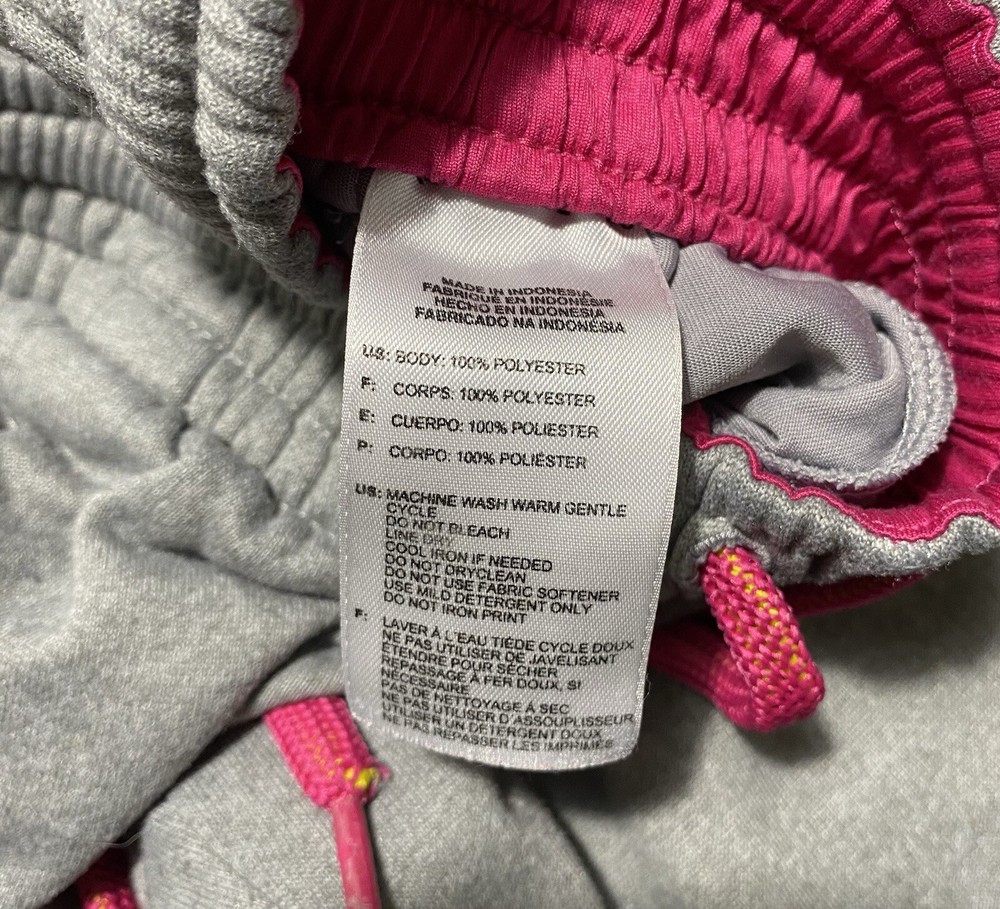 MADE IN INDONESIA
FABRIQUÉ EN INDONÉSIE
HECHO EN INDONESIA
FABRICADO NA INDONÉSIA
US: BODY: 100% POLYESTER
F: CORPS: 100% POLYESTER
E: CUERPO: 100% POLIESTER
P: CORPO: 100% POLIÉSTER
US: MACHINE WASH WARM GENTLE
CYCLE
DO NOT BLEACH
LINE DRY
COOL IRON IF NEEDED
DO NOT DRYCLEAN
DO NOT USE FABRIC SOFTENER
USE MILD DETERGENT ONLY
DO NOT IRON PRINT
F: LAVER À L'EAU TIÈDE CYCLE DOUX
NE PAS UTILISER DE JAVELISANT
ÉTENDRE POUR SÉCHER
REPASSAGE À FER DOUX, SI
NÉCESSAIRE
PAS DE NETTOYAGE À SEC
NE PAS UTILISER D'ASSOUPLISSEUR
UTILISER UN DÉTERGENT DOUX
NE PAS REPASSER LES IMPRIMÉS